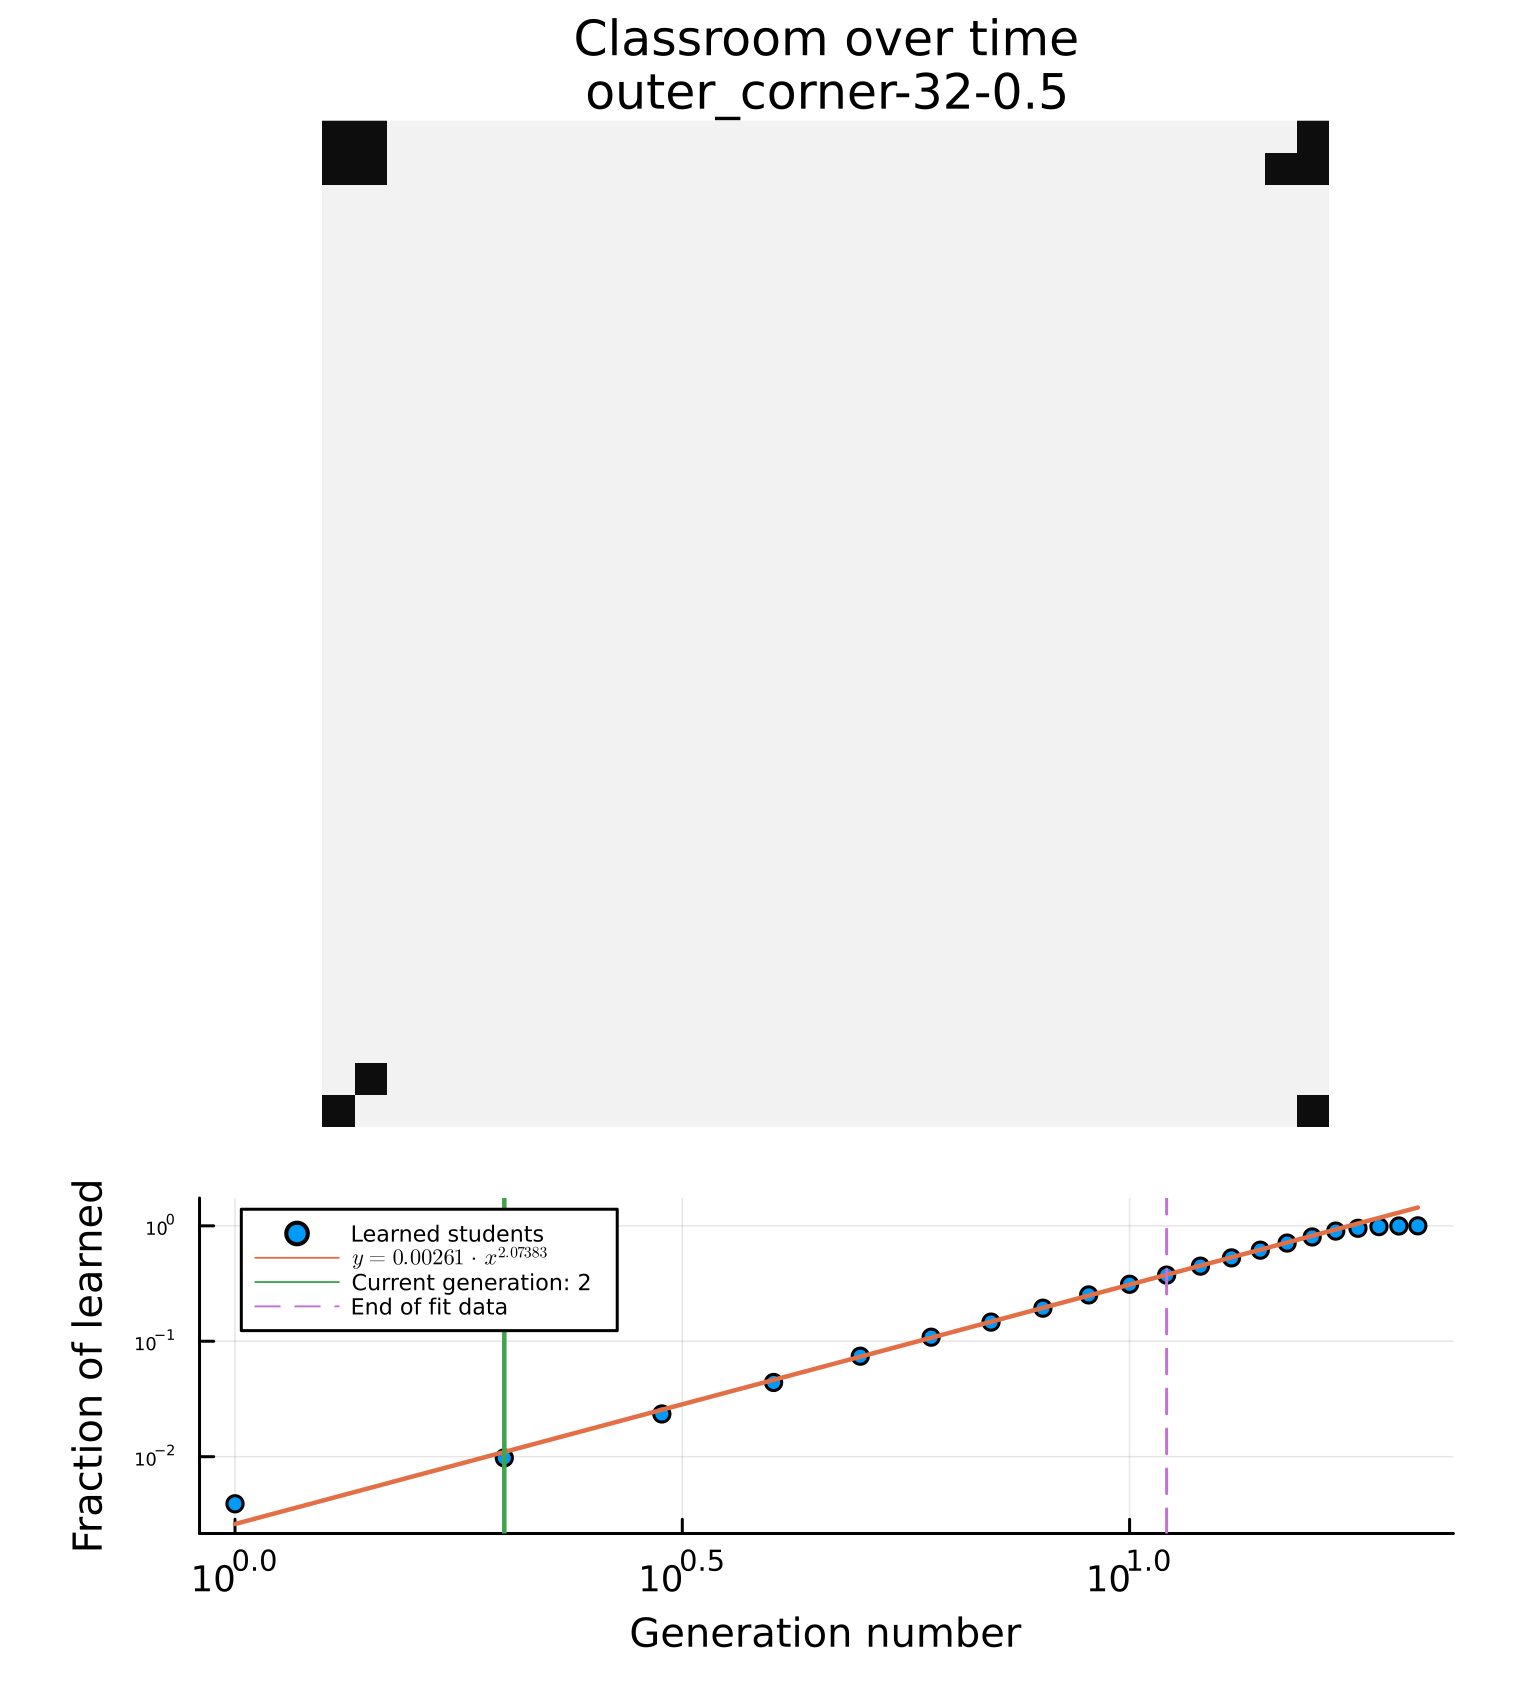 Classroom over time
outer_corner-32-0.5
Learned students
y = 0.00261 · x^2.07383
Current generation: 2
End of fit data
Fraction of learned
10^0
10^−1
10^−2
10^0.0
10^0.5
10^1.0
Generation number